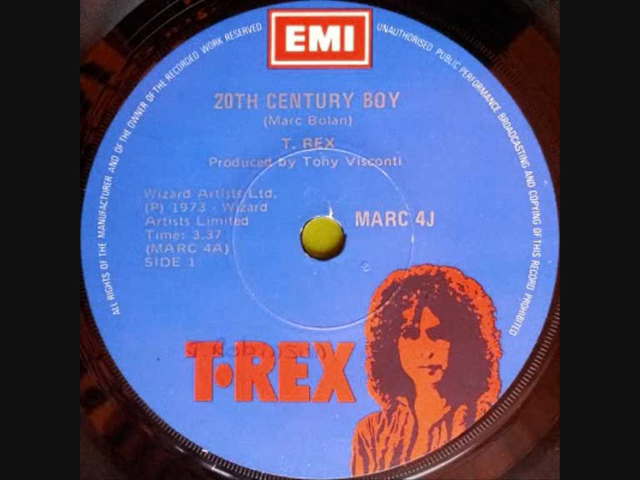 ALL RIGHTS OF THE MANUFACTURER AND OF THE OWNER OF THE RECORDED WORK RESERVED
EMI
UNAUTHORISED PUBLIC PERFORMANCE BROADCASTING AND COPYING OF THIS RECORD PROHIBITED
20TH CENTURY BOY
(Marc Bolan)
T. REX
Produced by Tony Visconti
Wizard Artists Ltd.
(P) 1973 - Wizard
Artists Limited
Time: 3.37
(MARC 4A)
SIDE 1
MARC 4J
T•REX